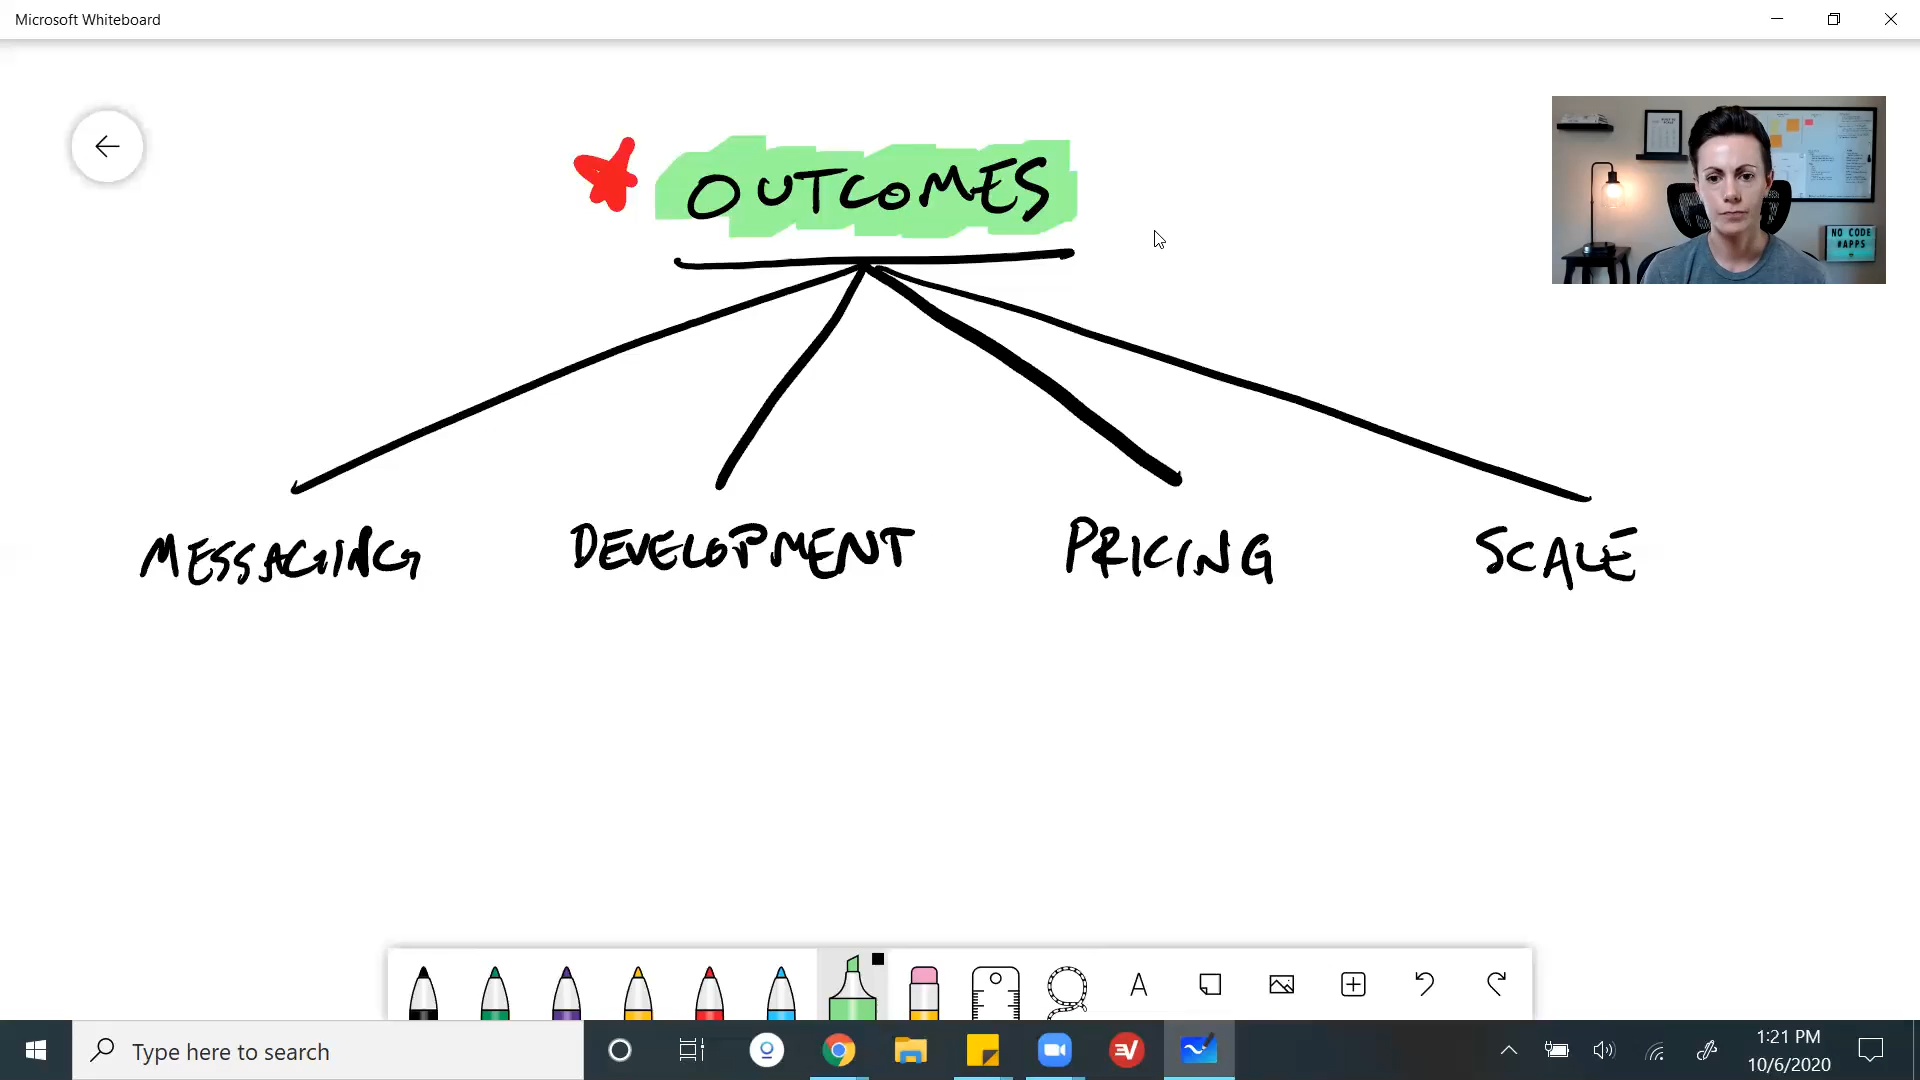 Microsoft Whiteboard
OUTCOMES
NO CODE
#APPS
MESSAGING DEVELOPMENT PRICING SCALE
A
Type here to search
1:21 PM
10/6/2020